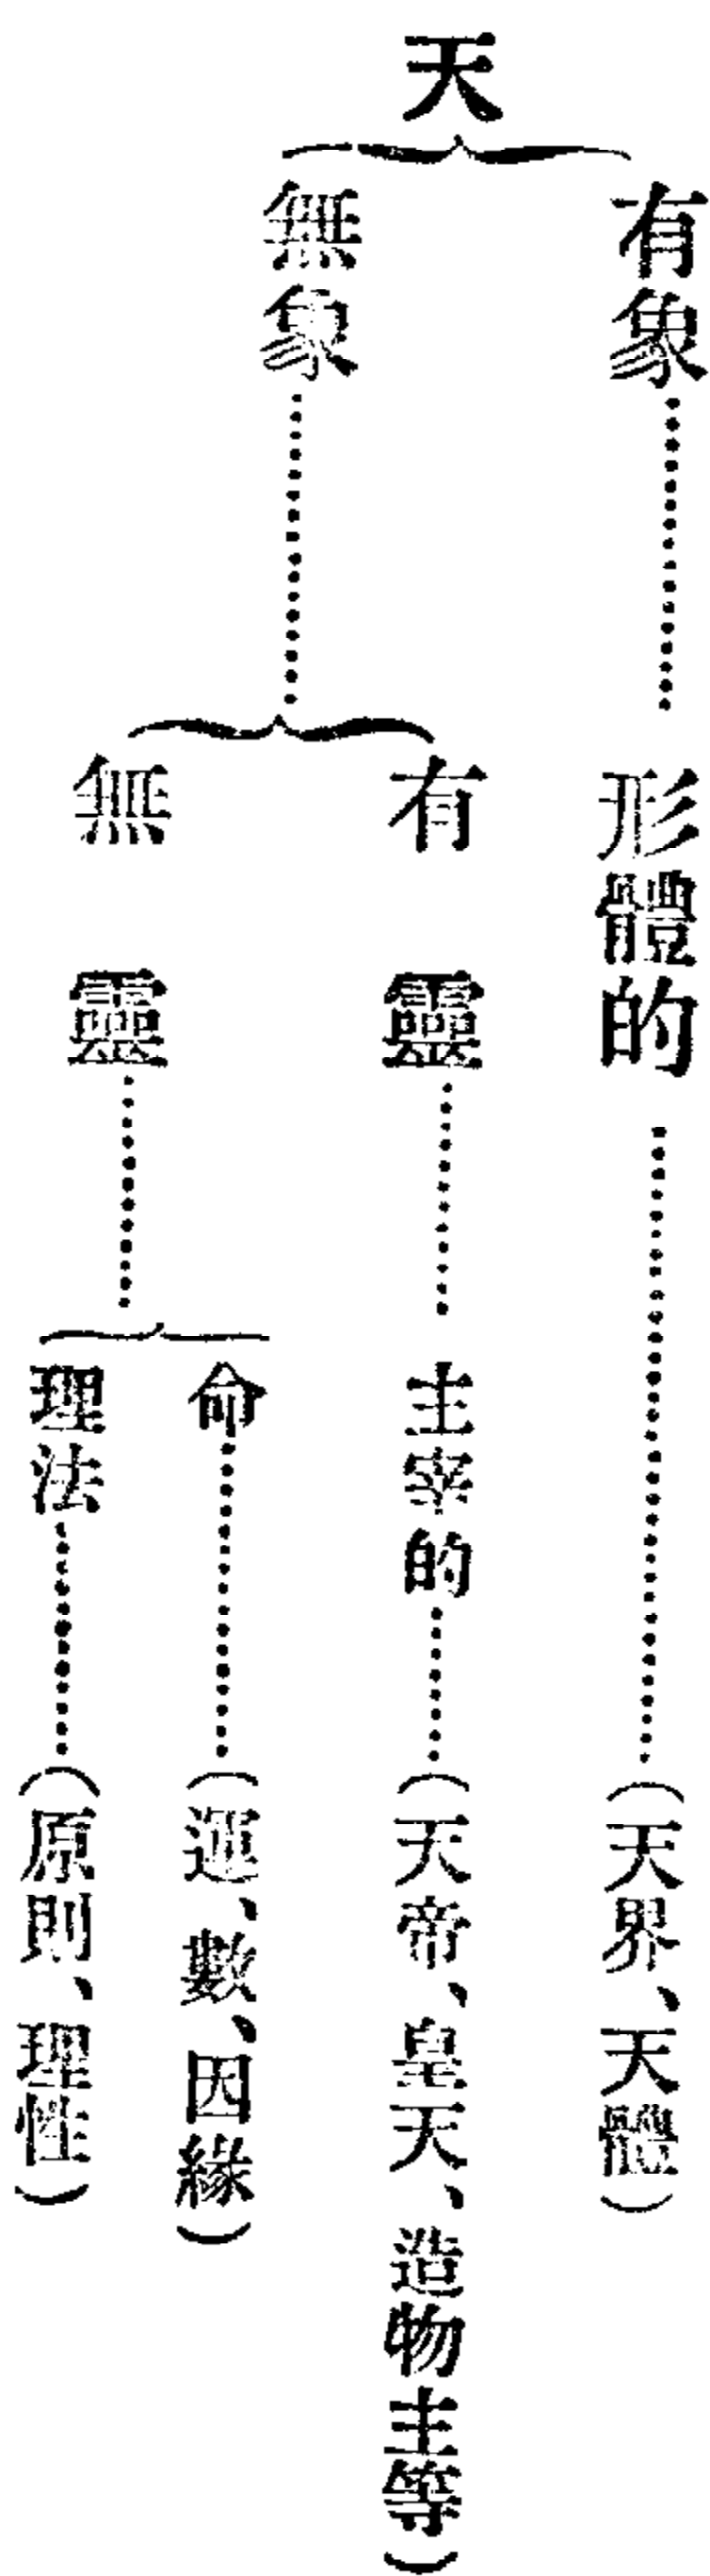 天
有象……形體的……（天界、天體）
無象……
有靈……主宰的……（天帝、皇天、造物主等）
無靈……
命……（運、數、因緣）
理法……（原則、理性）